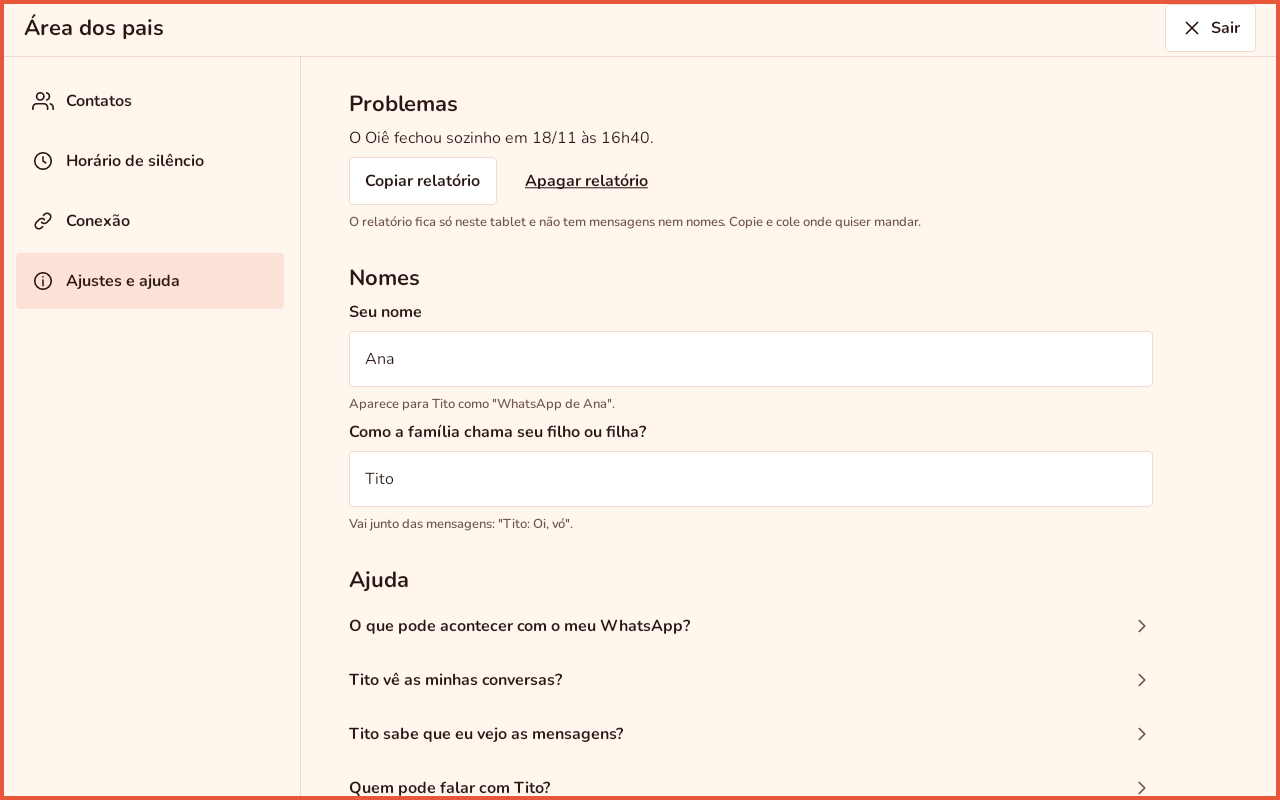 Área dos pais
Sair
Contatos
Horário de silêncio
Conexão
Ajustes e ajuda
Problemas
O Oiê fechou sozinho em 18/11 às 16h40.
Copiar relatório
Apagar relatório
O relatório fica só neste tablet e não tem mensagens nem nomes. Copie e cole onde quiser mandar.
Nomes
Seu nome
Ana
Aparece para Tito como "WhatsApp de Ana".
Como a família chama seu filho ou filha?
Tito
Vai junto das mensagens: "Tito: Oi, vó".
Ajuda
O que pode acontecer com o meu WhatsApp?
Tito vê as minhas conversas?
Tito sabe que eu vejo as mensagens?
Quem pode falar com Tito?